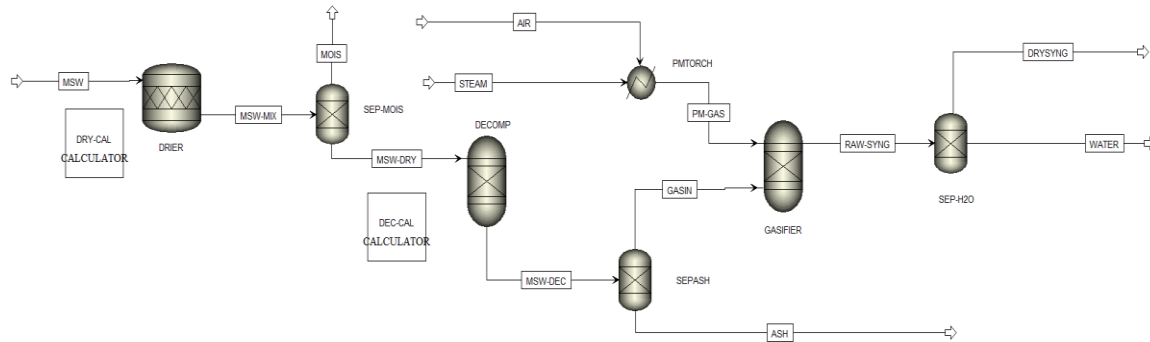 AIR
MOIS
DRYSYNG
PMTORCH
MSW
STEAM
SEP-MOIS
PM-GAS
MSW-MIX
DECOMP
DRY-CAL
CALCULATOR
DRIER
RAW-SYNG
WATER
MSW-DRY
GASIN
SEP-H2O
DEC-CAL
CALCULATOR
GASIFIER
MSW-DEC
SEPASH
ASH